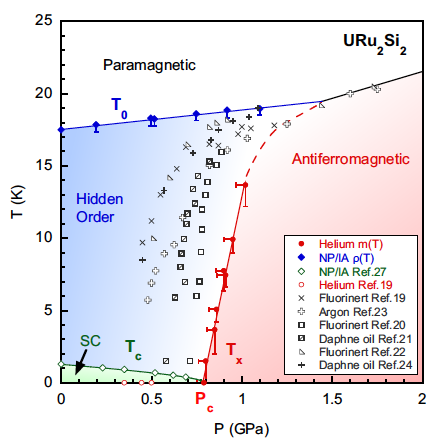 URu2Si2
Paramagnetic
T0
Antiferromagnetic
Hidden
Order
SC
Tc
Tx
Pc
Helium m(T)
NP/IA ρ(T)
NP/IA Ref.27
Helium Ref.19
Fluorinert Ref.19
Argon Ref.23
Fluorinert Ref.20
Daphne oil Ref.21
Fluorinert Ref.22
Daphne oil Ref.24
T (K)
25
20
15
10
5
0
0
0.5
1
1.5
2
P (GPa)